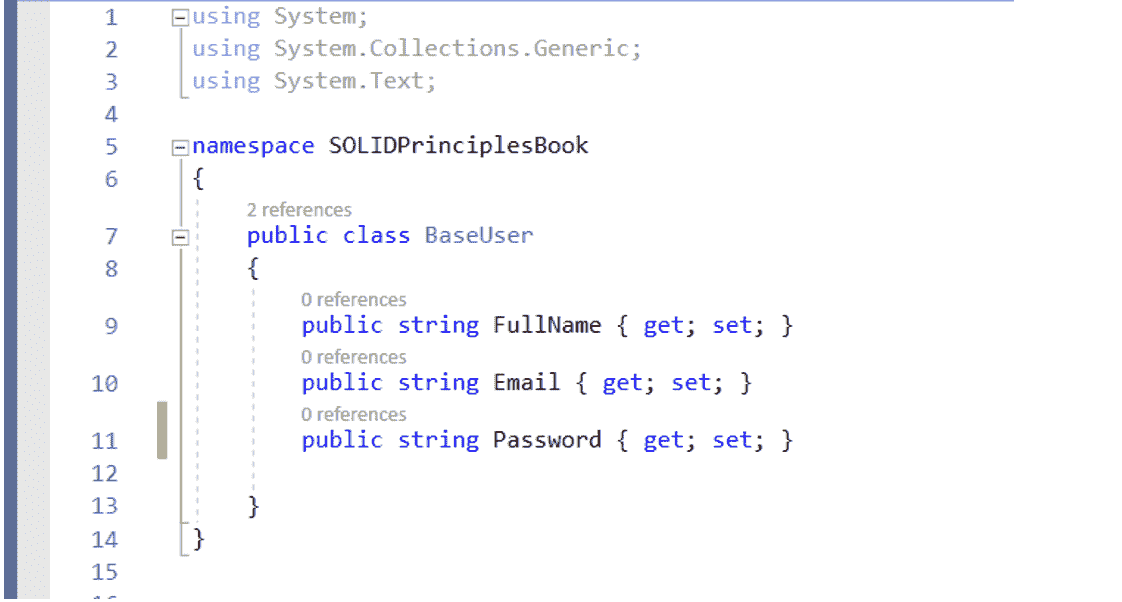 1 using System;
2 using System.Collections.Generic;
3 using System.Text;
4
5 namespace SOLIDPrinciplesBook
6 {
2 references
7 public class BaseUser
8 {
0 references
9 public string FullName { get; set; }
0 references
10 public string Email { get; set; }
0 references
11 public string Password { get; set; }
12
13 }
14 }
15